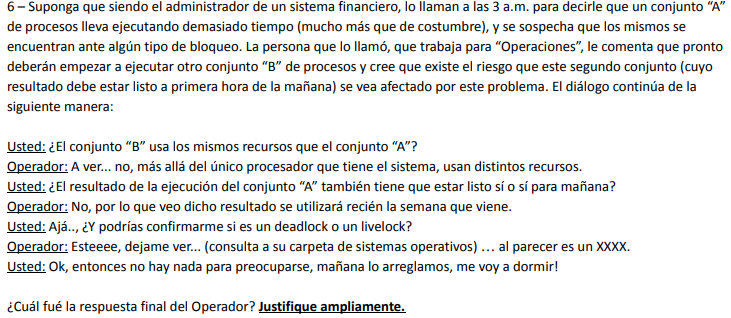 6 – Suponga que siendo el administrador de un sistema financiero, lo llaman a las 3 a.m. para decirle que un conjunto “A”
de procesos lleva ejecutando demasiado tiempo (mucho más que de costumbre), y se sospecha que los mismos se
encuentran ante algún tipo de bloqueo. La persona que lo llamó, que trabaja para “Operaciones”, le comenta que pronto
deberán empezar a ejecutar otro conjunto “B” de procesos y cree que existe el riesgo que este segundo conjunto (cuyo
resultado debe estar listo a primera hora de la mañana) se vea afectado por este problema. El diálogo continúa de la
siguiente manera:
Usted: ¿El conjunto “B” usa los mismos recursos que el conjunto “A”?
Operador: A ver... no, más allá del único procesador que tiene el sistema, usan distintos recursos.
Usted: ¿El resultado de la ejecución del conjunto “A” también tiene que estar listo sí o sí para mañana?
Operador: No, por lo que veo dicho resultado se utilizará recién la semana que viene.
Usted: Ajá.., ¿Y podrías confirmarme si es un deadlock o un livelock?
Operador: Esteeee, dejame ver... (consulta a su carpeta de sistemas operativos) … al parecer es un XXXX.
Usted: Ok, entonces no hay nada para preocuparse, mañana lo arreglamos, me voy a dormir!
¿Cuál fué la respuesta final del Operador? Justifique ampliamente.